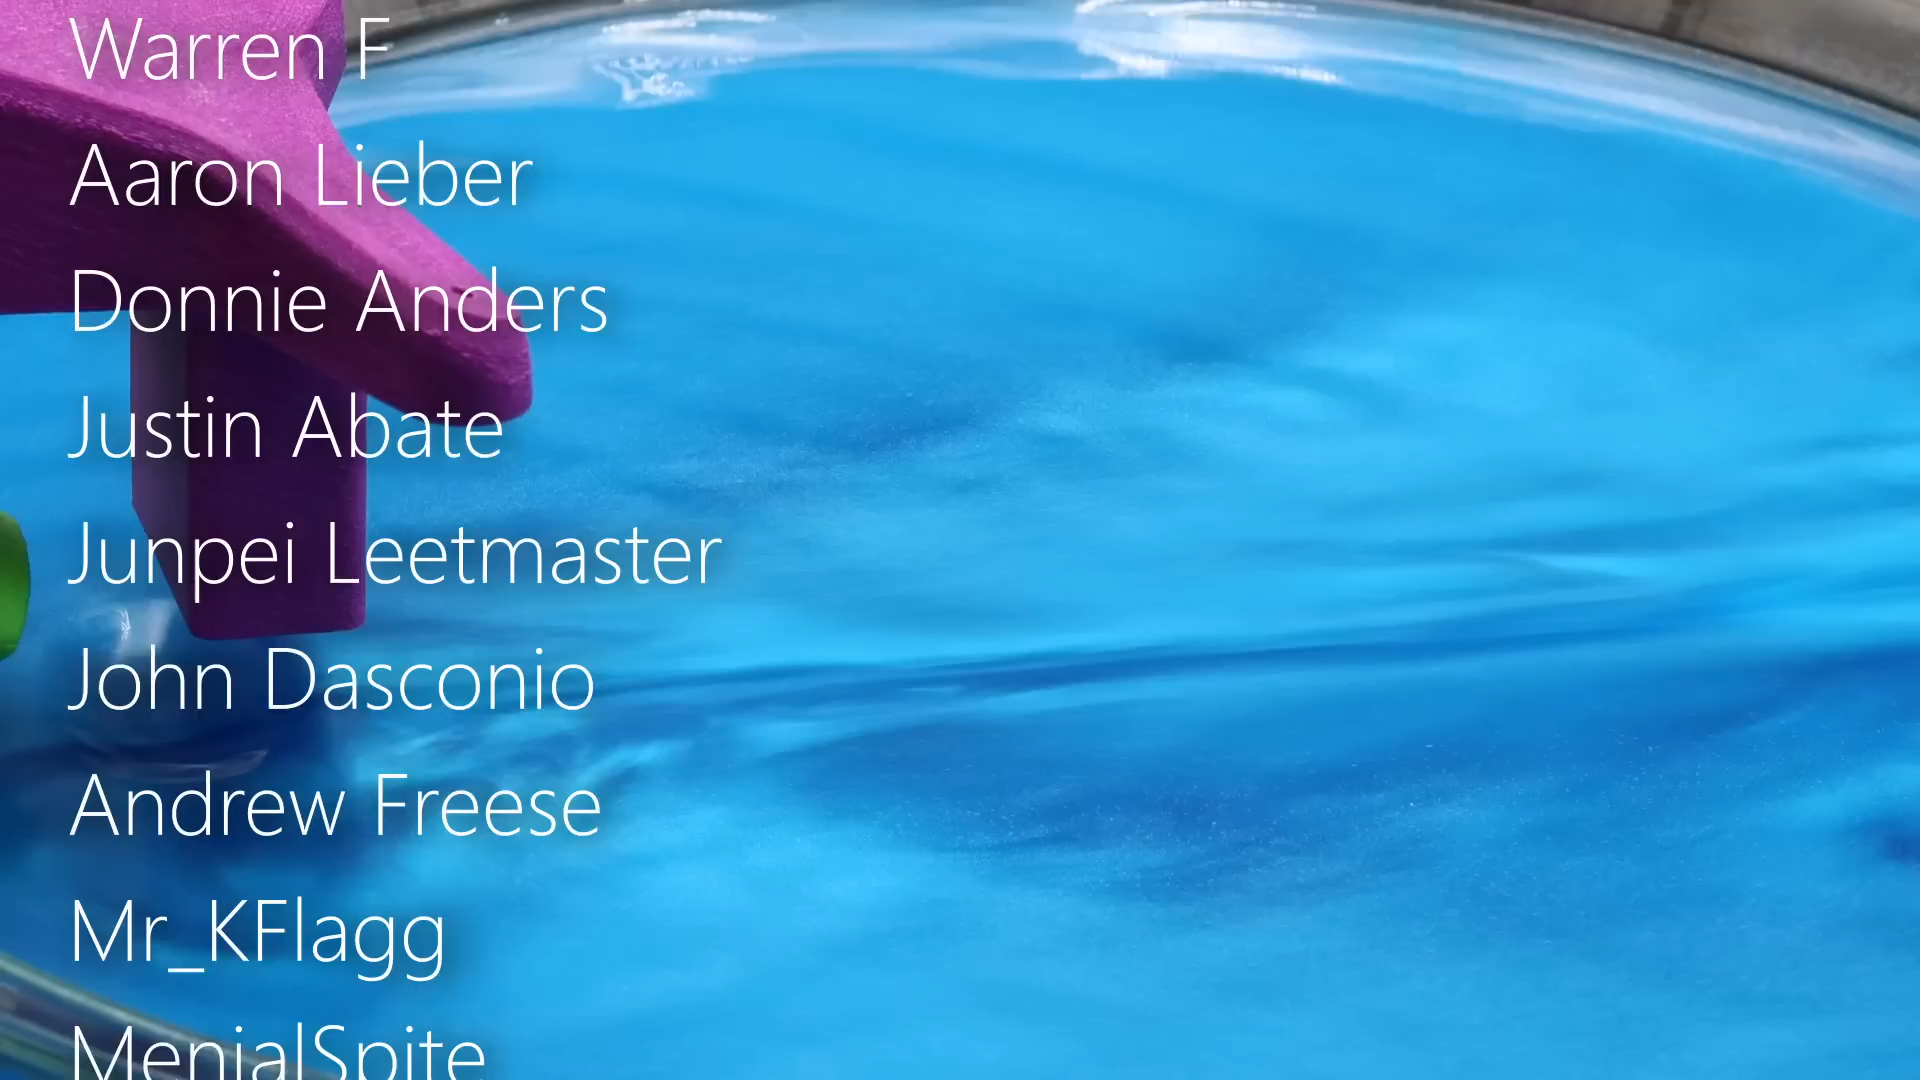 Warren F
Aaron Lieber
Donnie Anders
Justin Abate
Junpei Leetmaster
John Dasconio
Andrew Freese
Mr_KFlagg
MenialSpite